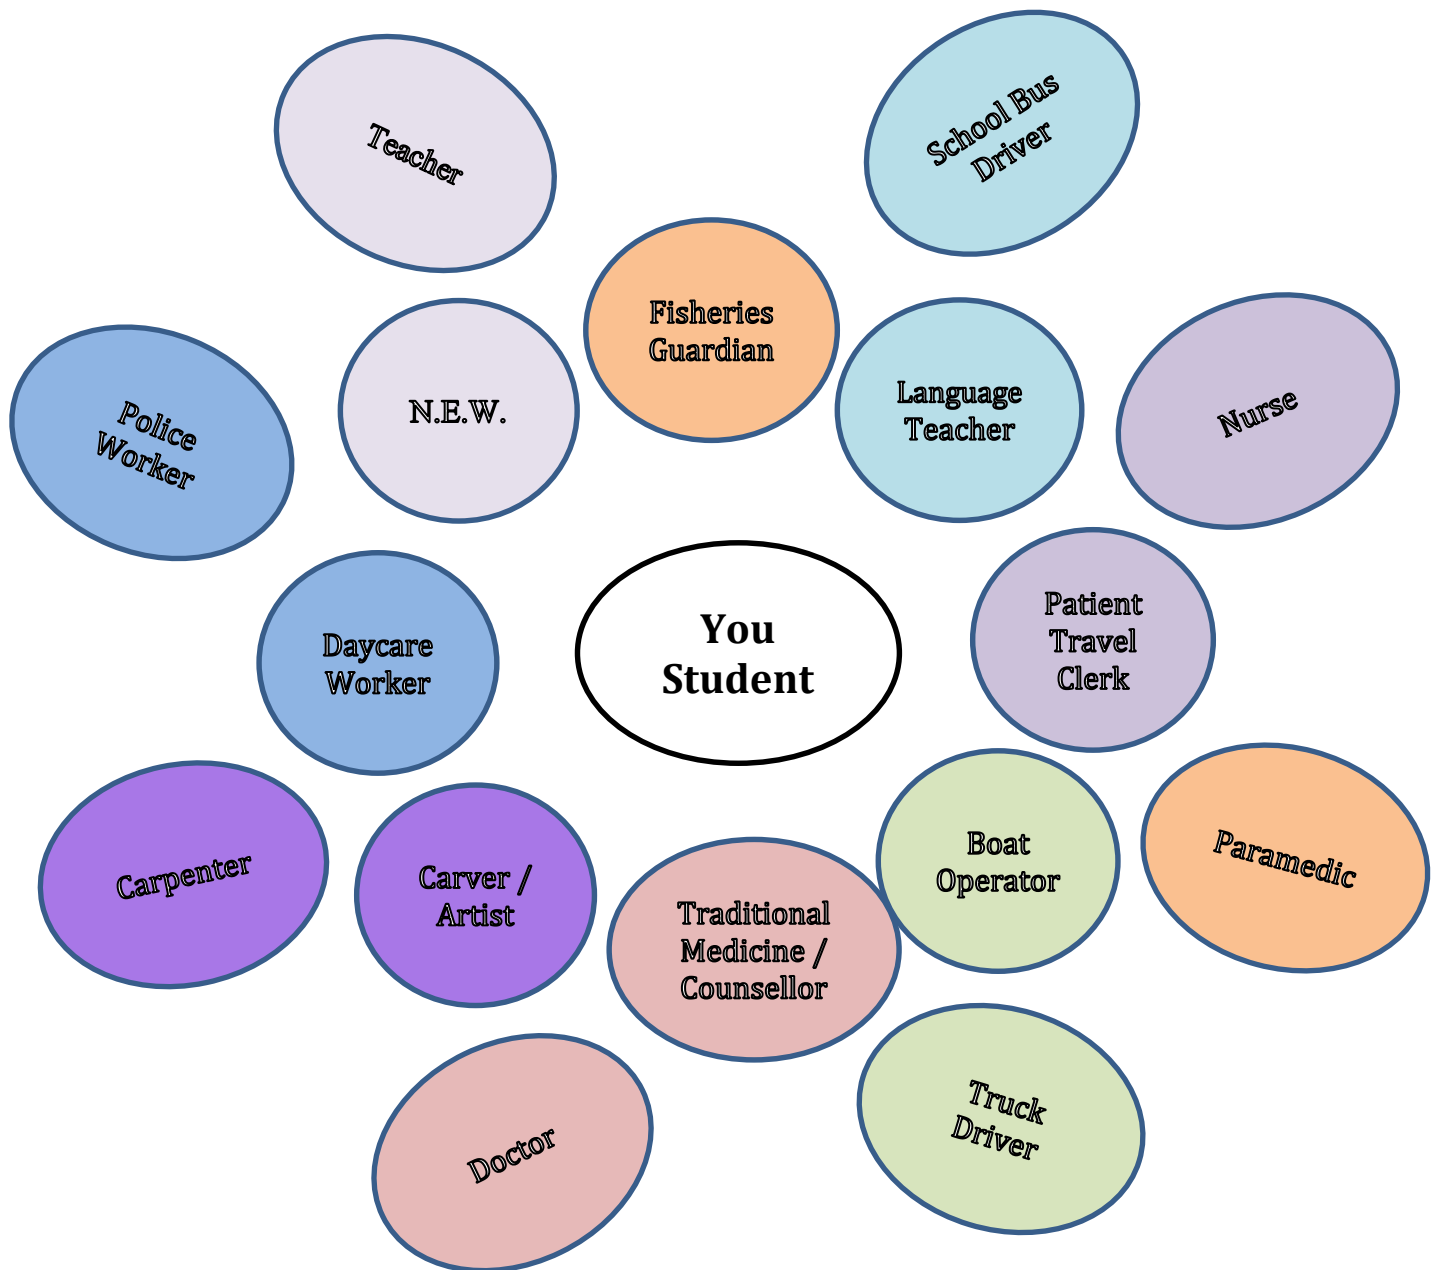 Teacher
School Bus
Driver
Fisheries
Guardian
N.E.W.
Language
Teacher
Nurse
Police
Worker
You
Student
Daycare
Worker
Patient
Travel
Clerk
Carpenter
Carver /
Artist
Traditional
Medicine /
Counsellor
Boat
Operator
Paramedic
Doctor
Truck
Driver